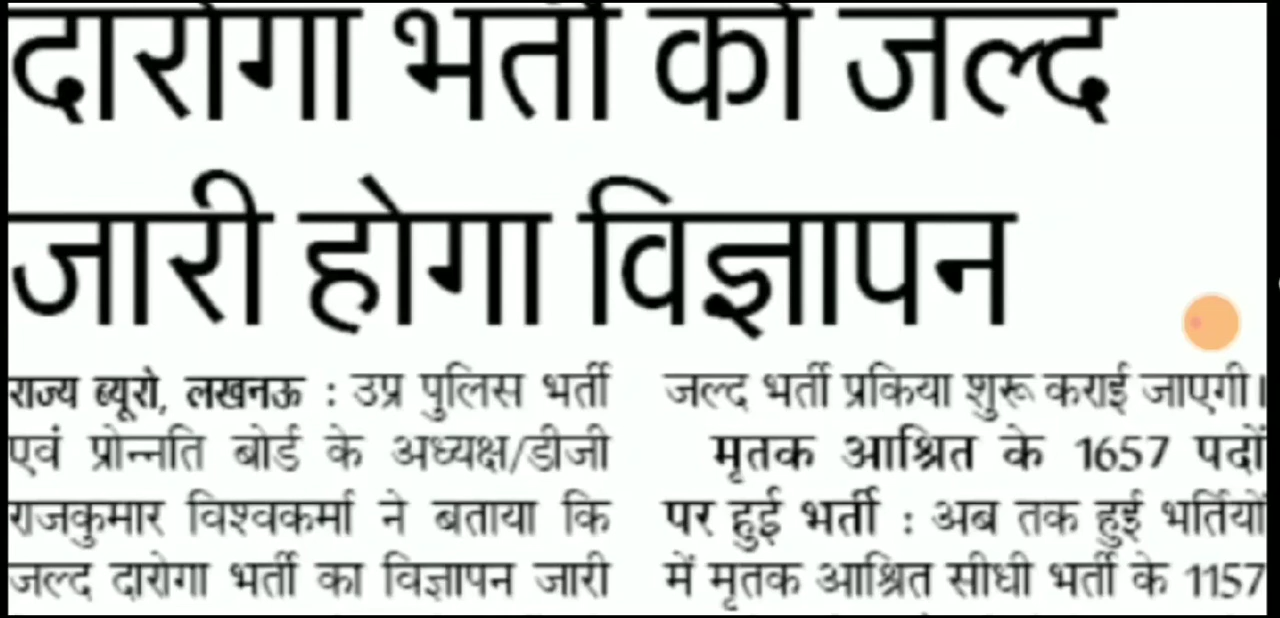 दारोगा भर्ती को जल्द
जारी होगा विज्ञापन
राज्य ब्यूरो, लखनऊ : उप्र पुलिस भर्ती
एवं प्रोन्नति बोर्ड के अध्यक्ष/डीजी
राजकुमार विश्वकर्मा ने बताया कि
जल्द दारोगा भर्ती का विज्ञापन जारी
जल्द भर्ती प्रकिया शुरू कराई जाएगी।
मृतक आश्रित के 1657 पदों
पर हुई भर्ती : अब तक हुई भर्तियों
में मृतक आश्रित सीधी भर्ती के 1157